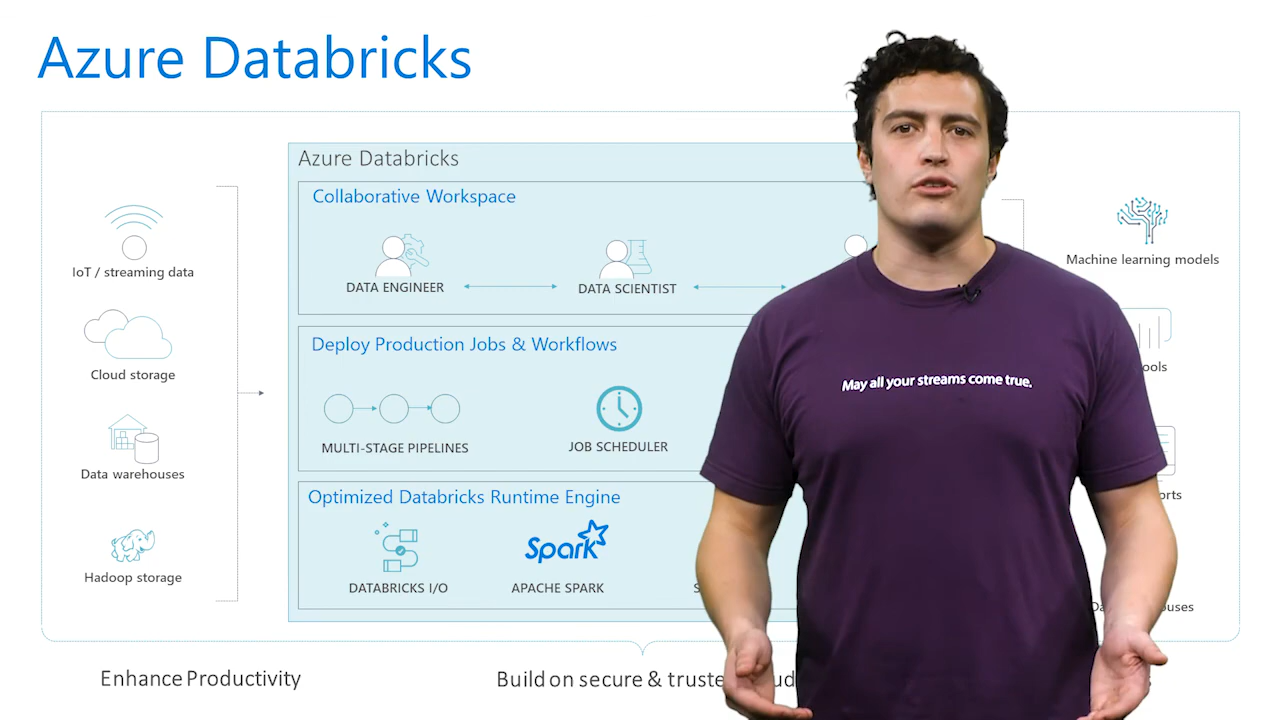 Azure Databricks
Azure Databricks
Collaborative Workspace
IoT / streaming data
DATA ENGINEER
DATA SCIENTIST
Machine learning models
Cloud storage
Deploy Production Jobs & Workflows
MULTI-STAGE PIPELINES
JOB SCHEDULER
Data warehouses
Optimized Databricks Runtime Engine
Spark
Hadoop storage
DATABRICKS I/O
APACHE SPARK
May all your streams come true.
Enhance Productivity
Build on secure &